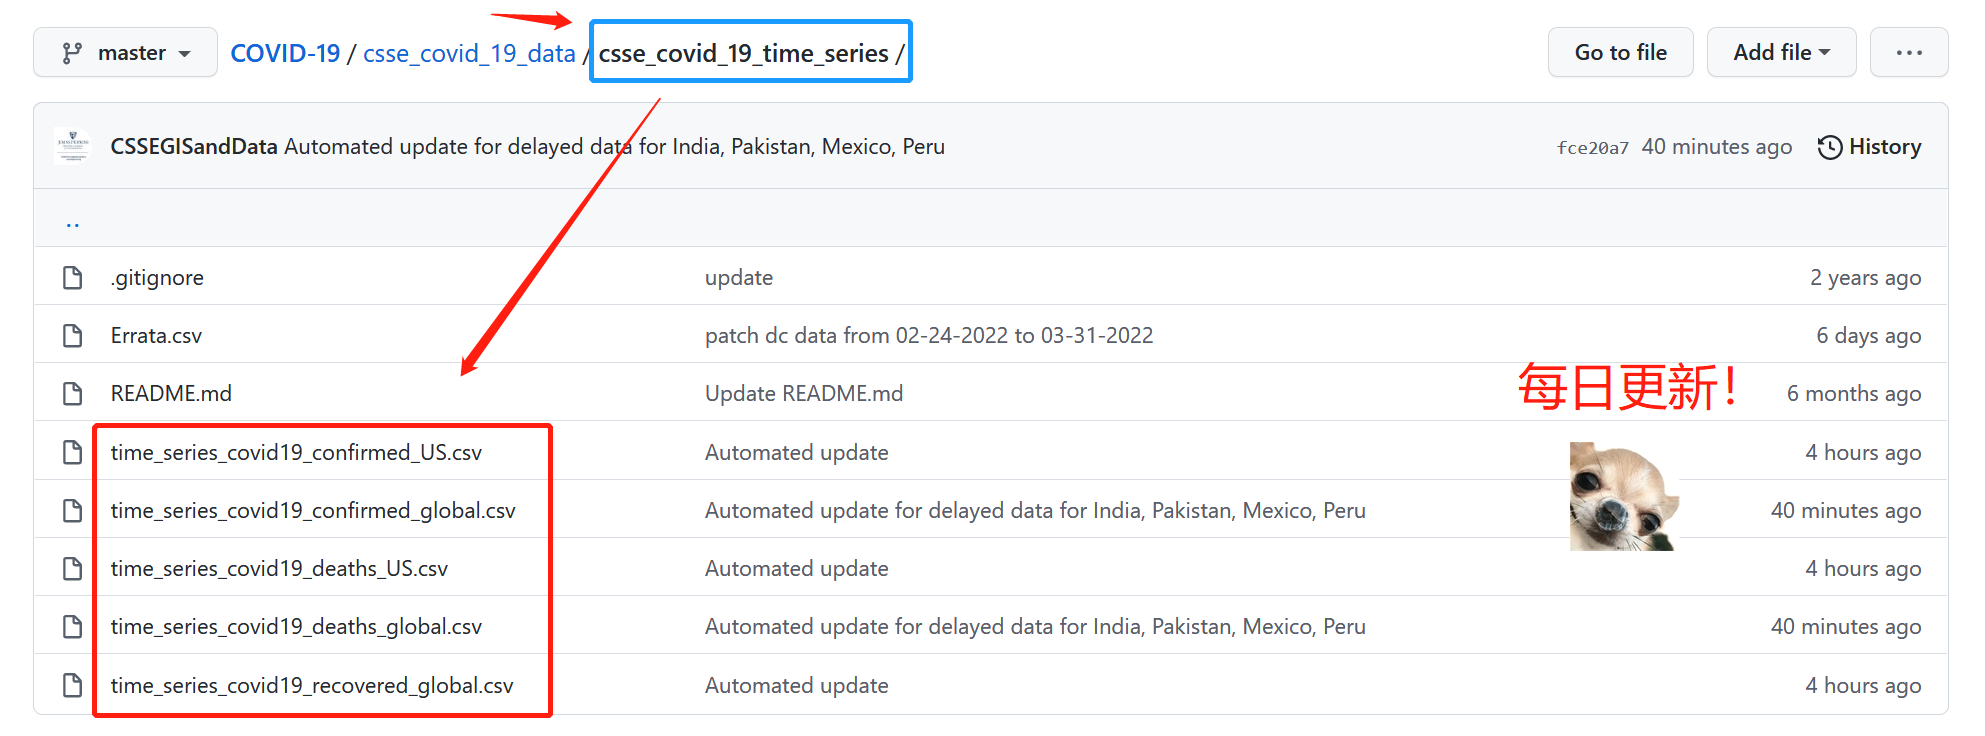 master COVID-19 / csse_covid_19_data / csse_covid_19_time_series / Go to file Add file ...
CSSEGISandData Automated update for delayed data for India, Pakistan, Mexico, Peru fce20a7 40 minutes ago History
..
.gitignore update 2 years ago
Errata.csv patch dc data from 02-24-2022 to 03-31-2022 6 days ago
README.md Update README.md 6 months ago
每日更新!
time_series_covid19_confirmed_US.csv Automated update 4 hours ago
time_series_covid19_confirmed_global.csv Automated update for delayed data for India, Pakistan, Mexico, Peru 40 minutes ago
time_series_covid19_deaths_US.csv Automated update 4 hours ago
time_series_covid19_deaths_global.csv Automated update for delayed data for India, Pakistan, Mexico, Peru 40 minutes ago
time_series_covid19_recovered_global.csv Automated update 4 hours ago